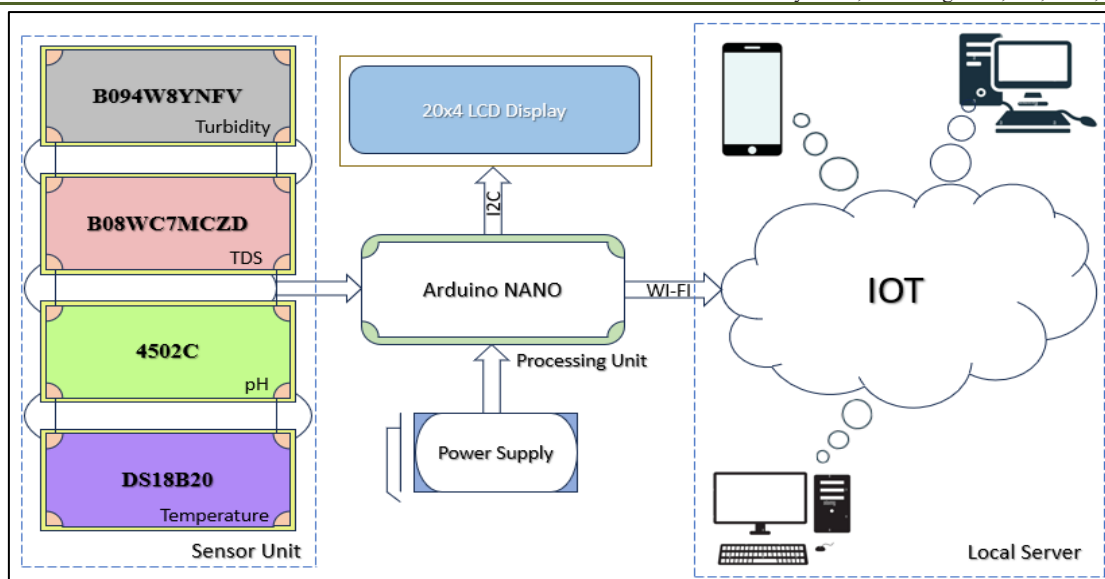 B094W8YNFV
Turbidity
B08WC7MCZD
TDS
4502C
pH
DS18B20
Temperature
Sensor Unit
20x4 LCD Display
I2C
Arduino NANO
Processing Unit
Power Supply
WI-FI
IOT
Local Server